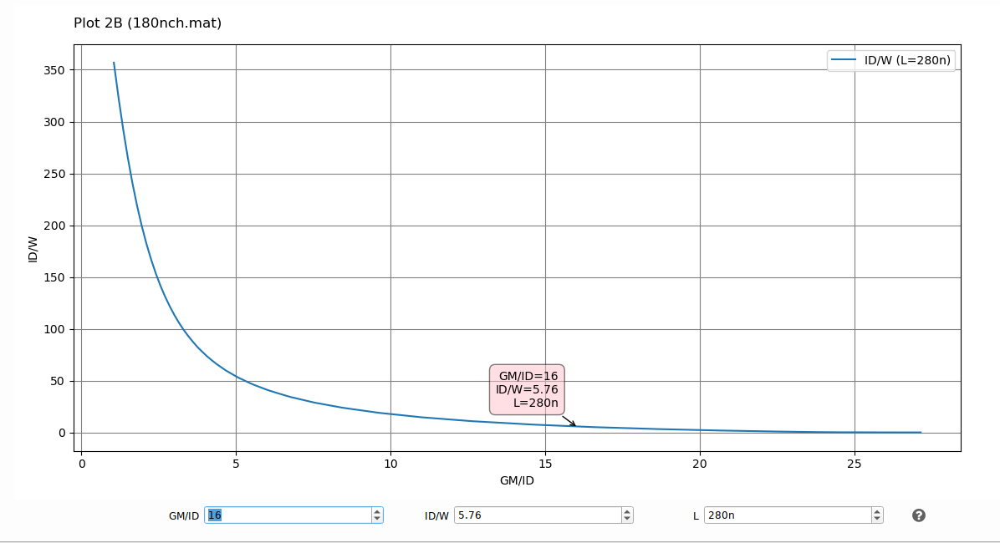 Plot 2B (180nch.mat)
ID/W (L=280n)
350
300
250
200
150
100
50
0
ID/W
GM/ID=16
ID/W=5.76
L=280n
0 5 10 15 20 25
GM/ID
GM/ID 16 ID/W 5.76 L 280n ?